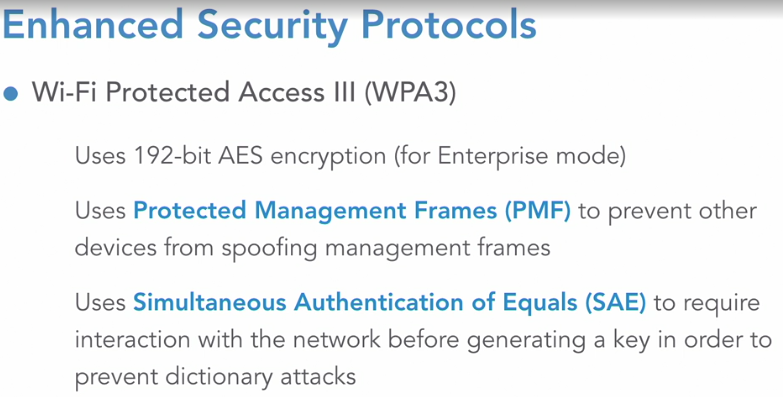 Enhanced Security Protocols
Wi-Fi Protected Access III (WPA3)
Uses 192-bit AES encryption (for Enterprise mode)
Uses Protected Management Frames (PMF) to prevent other
devices from spoofing management frames
Uses Simultaneous Authentication of Equals (SAE) to require
interaction with the network before generating a key in order to
prevent dictionary attacks